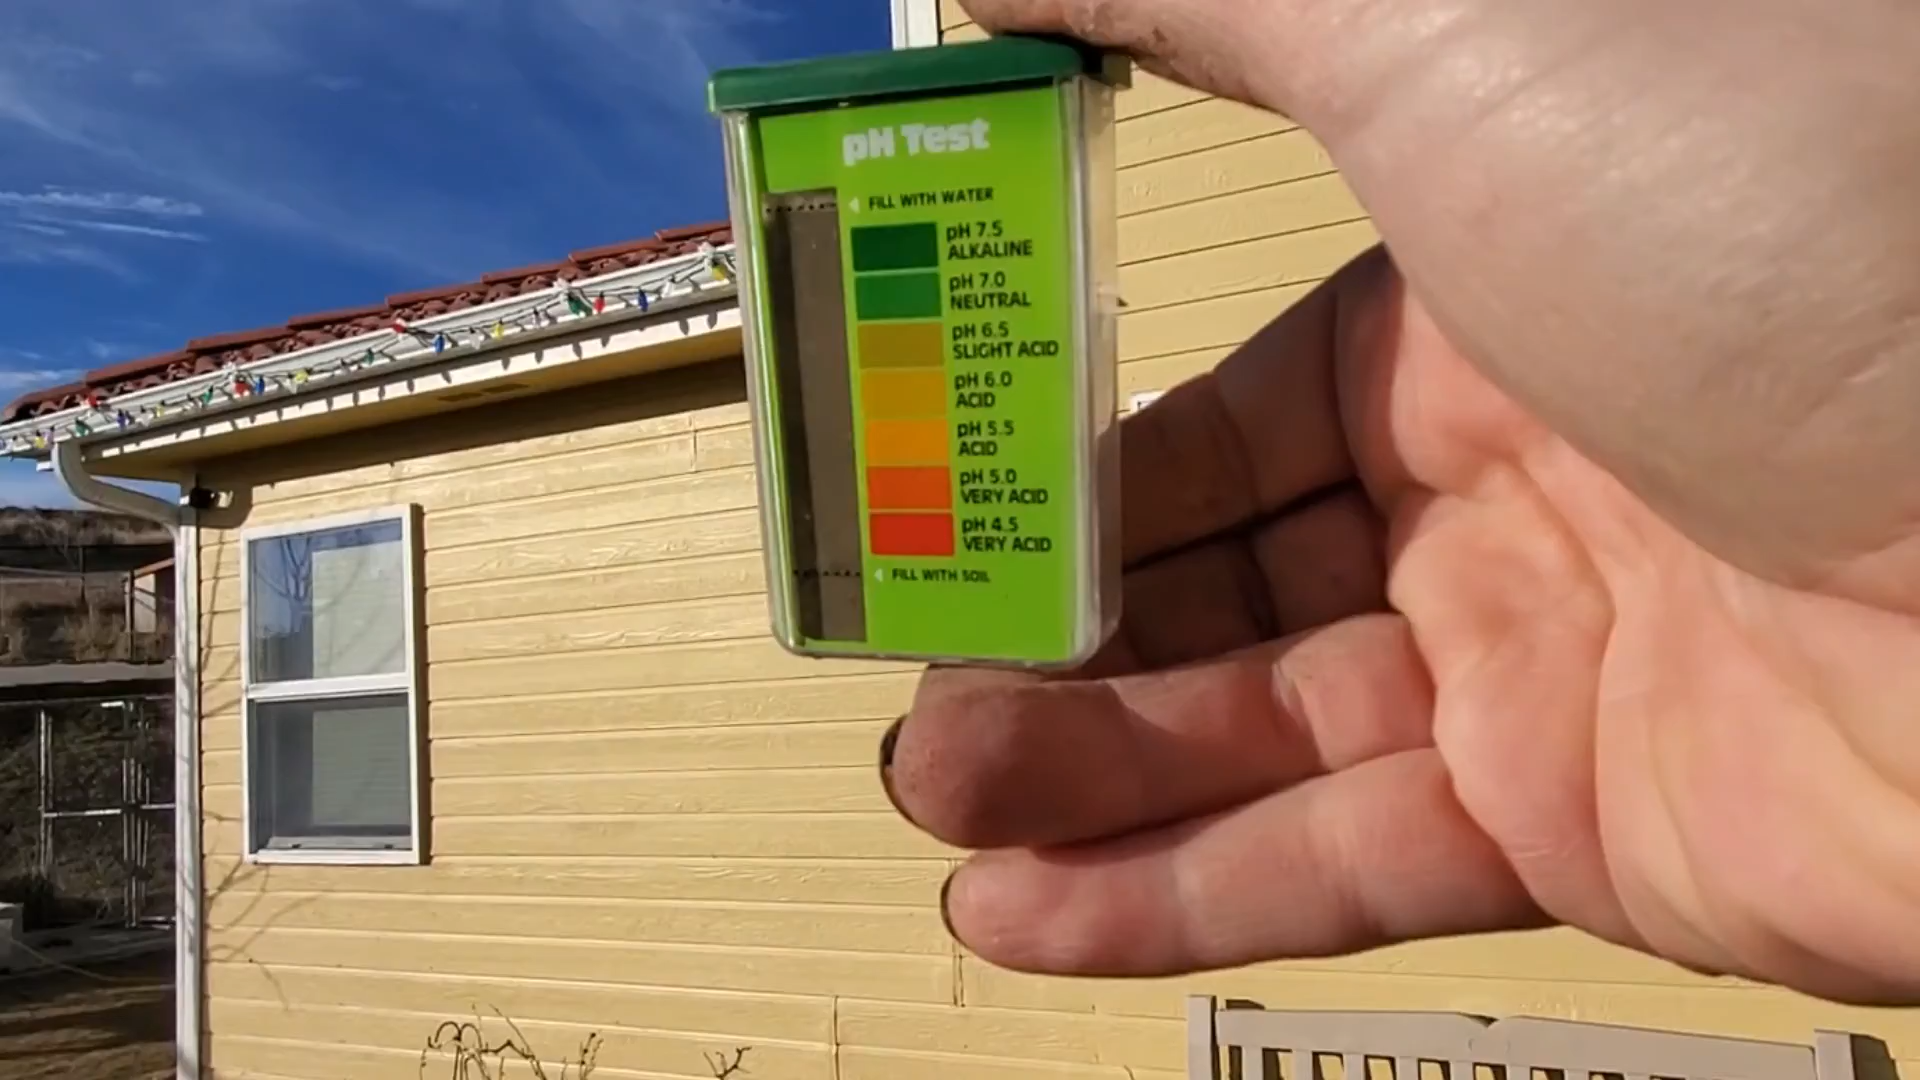 pH Test
FILL WITH WATER
pH 7.5
ALKALINE
pH 7.0
NEUTRAL
pH 6.5
SLIGHT ACID
pH 6.0
ACID
pH 5.5
ACID
pH 5.0
VERY ACID
pH 4.5
VERY ACID
FILL WITH SOIL